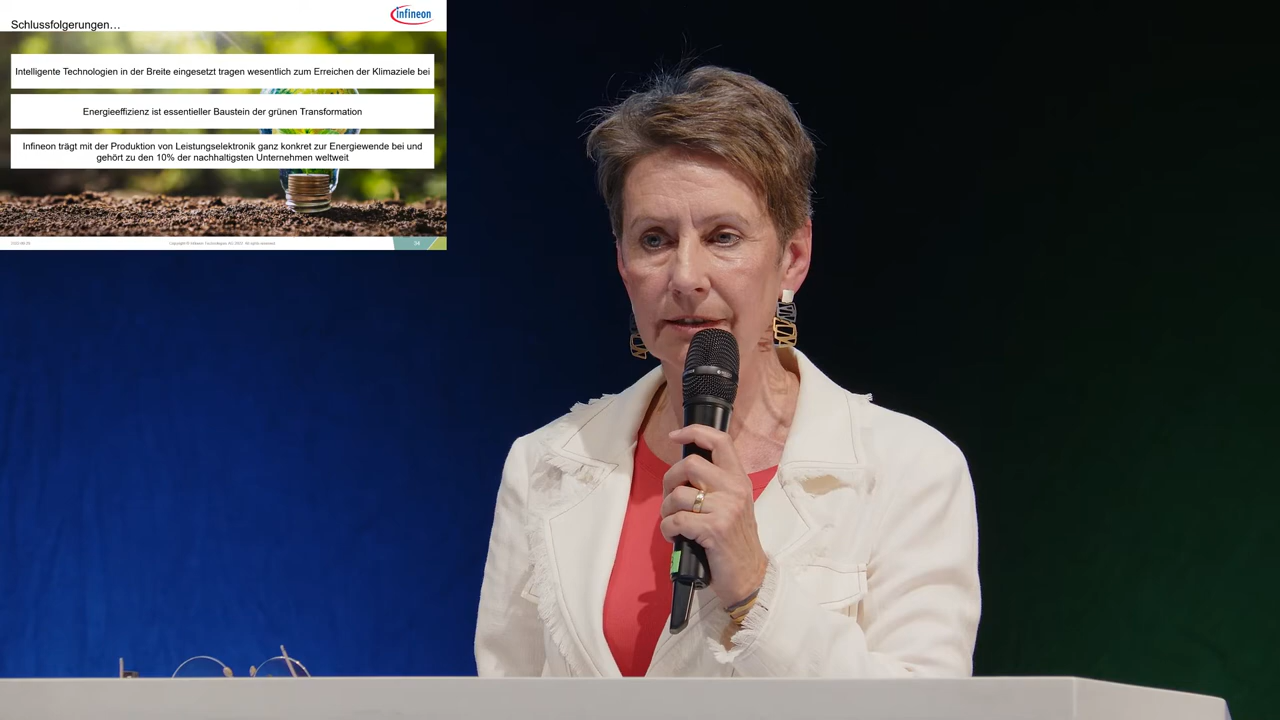 Schlussfolgerungen…
infineon
Intelligente Technologien in der Breite eingesetzt tragen wesentlich zum Erreichen der Klimaziele bei
Energieeffizienz ist essentieller Baustein der grünen Transformation
Infineon trägt mit der Produktion von Leistungselektronik ganz konkret zur Energiewende bei und
gehört zu den 10% der nachhaltigsten Unternehmen weltweit
34